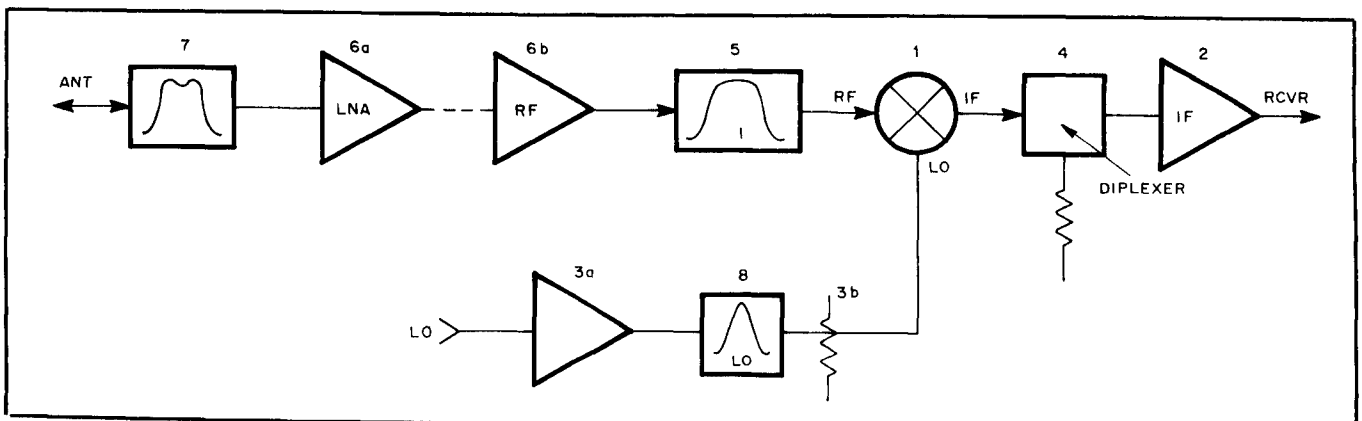 7
6a
6b
5
1
4
2
ANT
LNA
RF
I
RF
IF
LO
IF
RCVR
DIPLEXER
3a
8
3b
LO
LO